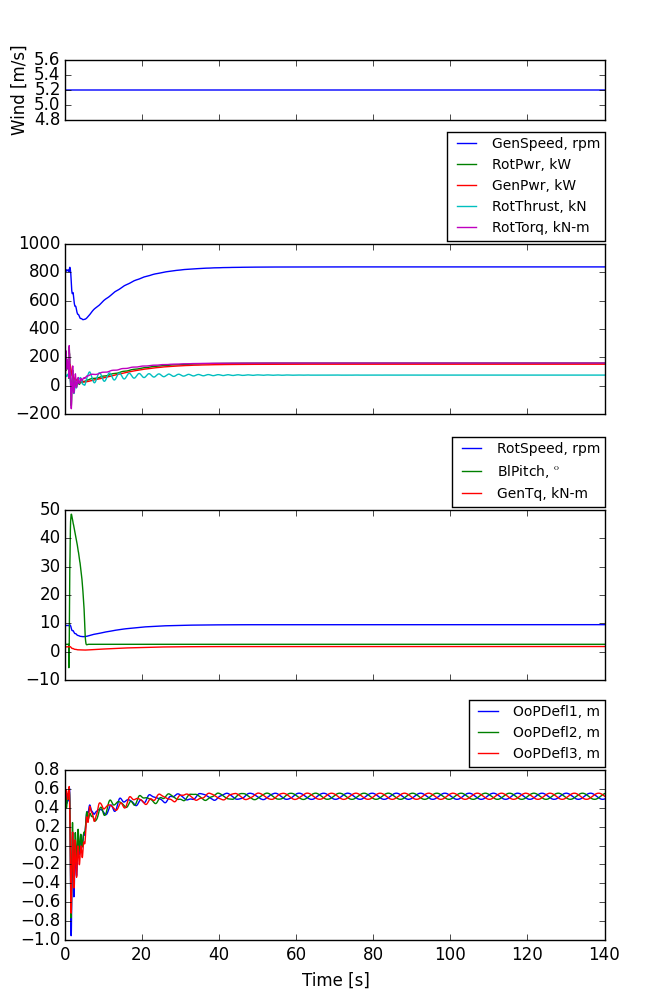 Wind [m/s]
5.6
5.4
5.2
5.0
4.8
GenSpeed, rpm
RotPwr, kW
GenPwr, kW
RotThrust, kN
RotTorq, kN-m
1000
800
600
400
200
0
−200
RotSpeed, rpm
BlPitch, °
GenTq, kN-m
50
40
30
20
10
0
−10
OoPDefl1, m
OoPDefl2, m
OoPDefl3, m
0.8
0.6
0.4
0.2
0.0
−0.2
−0.4
−0.6
−0.8
−1.0
0 20 40 60 80 100 120 140
Time [s]